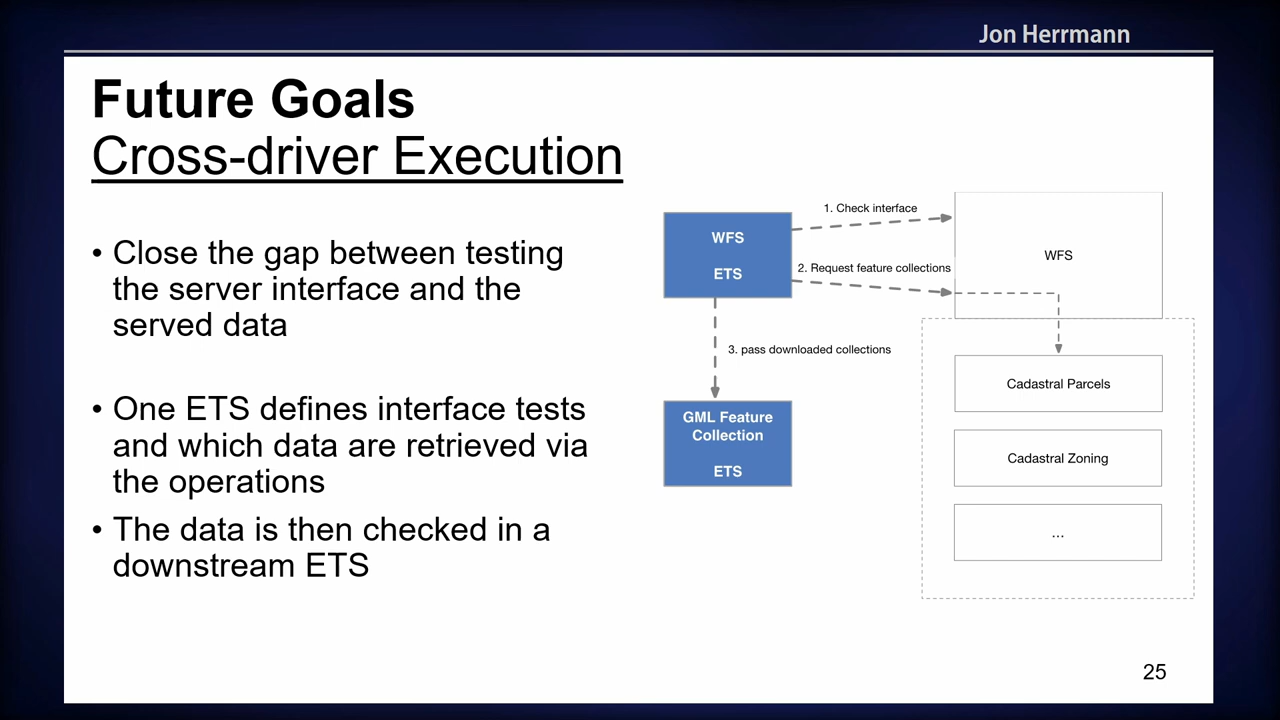 Jon Herrmann
Future Goals
Cross-driver Execution
• Close the gap between testing
the server interface and the
served data
• One ETS defines interface tests
and which data are retrieved via
the operations
• The data is then checked in a
downstream ETS
1. Check interface
WFS
ETS
2. Request feature collections
WFS
3. pass downloaded collections
GML Feature
Collection
ETS
Cadastral Parcels
Cadastral Zoning
...
25